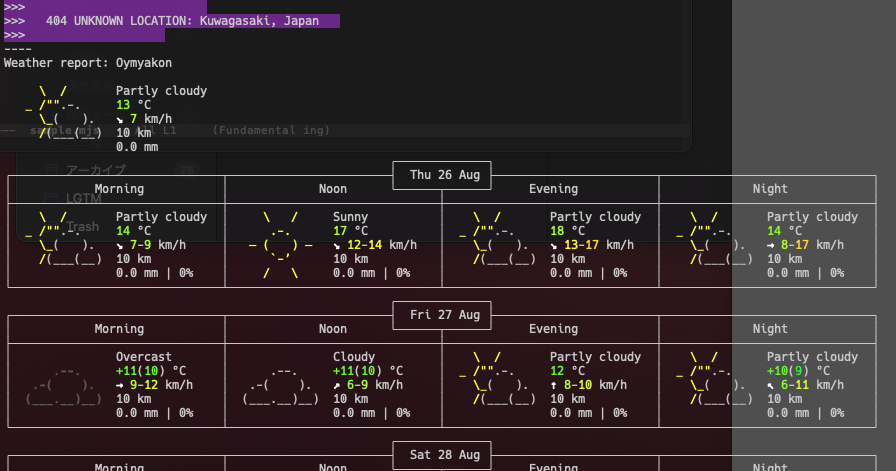 >>>
>>>   404 UNKNOWN LOCATION: Kuwagasaki, Japan
>>>
----
Weather report: Oymyakon
Partly cloudy
13 °C
↘ 7 km/h
10 km
0.0 mm
sample.mjs All L1 (Fundamental ing)
アーカイブ 28
LGTM
Trash
Thu 26 Aug
Morning Noon Evening Night
Partly cloudy Sunny Partly cloudy Partly cloudy
14 °C 17 °C 18 °C 14 °C
↘ 7-9 km/h ↘ 12-14 km/h ↘ 13-17 km/h → 8-17 km/h
10 km 10 km 10 km 10 km
0.0 mm | 0% 0.0 mm | 0% 0.0 mm | 0% 0.0 mm | 0%
Fri 27 Aug
Morning Noon Evening Night
Overcast Cloudy Partly cloudy Partly cloudy
+11(10) °C +11(10) °C 12 °C +10(9) °C
→ 9-12 km/h ↗ 6-9 km/h ↑ 8-10 km/h ↖ 6-11 km/h
10 km 10 km 10 km 10 km
0.0 mm | 0% 0.0 mm | 0% 0.0 mm | 0% 0.0 mm | 0%
Sat 28 Aug
Morning Noon Evening Night